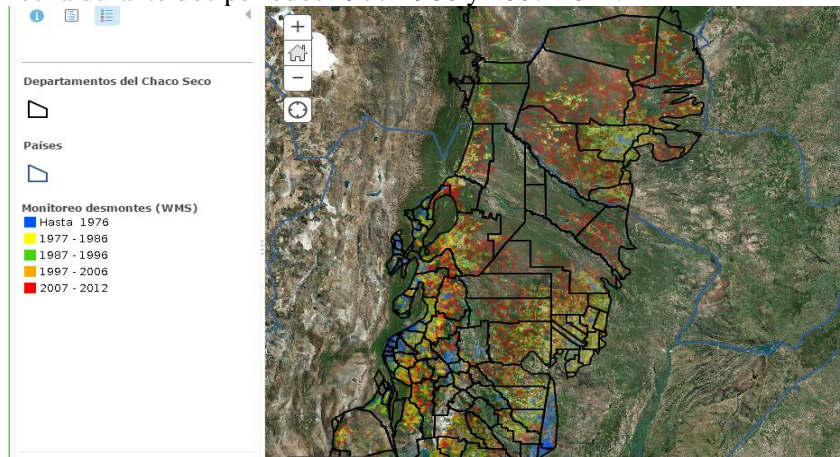 Departamentos del Chaco Seco
Países
Monitoreo desmontes (WMS)
Hasta 1976
1977 - 1986
1987 - 1996
1997 - 2006
2007 - 2012